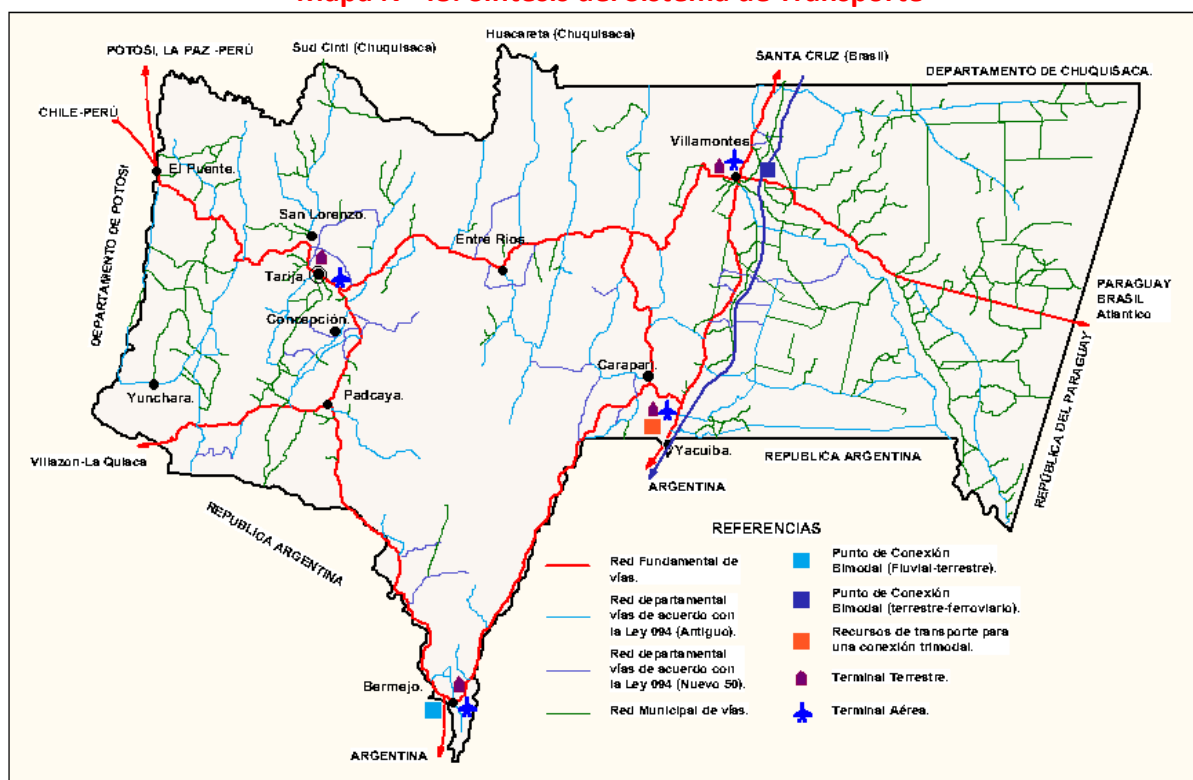 POTOSI, LA PAZ -PERÚ
Sud Cinti (Chuquisaca)
Huacareta (Chuquisaca)
SANTA CRUZ (Brasil)
DEPARTAMENTO DE CHUQUISACA.
CHILE-PERÚ
El Puente.
Villamontes.
DEPARTAMENTO DE POTOSÍ
San Lorenzo.
Entre Rios.
Tarija.
PARAGUAY
BRASIL
Atlantico
Concepción.
Carapari.
Yunchara.
Padcaya.
REPÚBLICA DEL PARAGUAY
Villazon-La Quiaca
Yacuiba.
REPUBLICA ARGENTINA
ARGENTINA
REPUBLICA ARGENTINA
REFERENCIAS
Red Fundamental de
vías.
Red departamental
vías de acuerdo con
la Ley 094 (Antiguo).
Red departamental
vías de acuerdo con
la Ley 094 (Nuevo 50).
Red Municipal de vías.
Punto de Conexión
Bimodal (Fluvial-terrestre).
Punto de Conexión
Bimodal (terrestre-ferroviario).
Recursos de transporte para
una conexión trimodal.
Terminal Terrestre.
Terminal Aérea.
Bermejo.
ARGENTINA